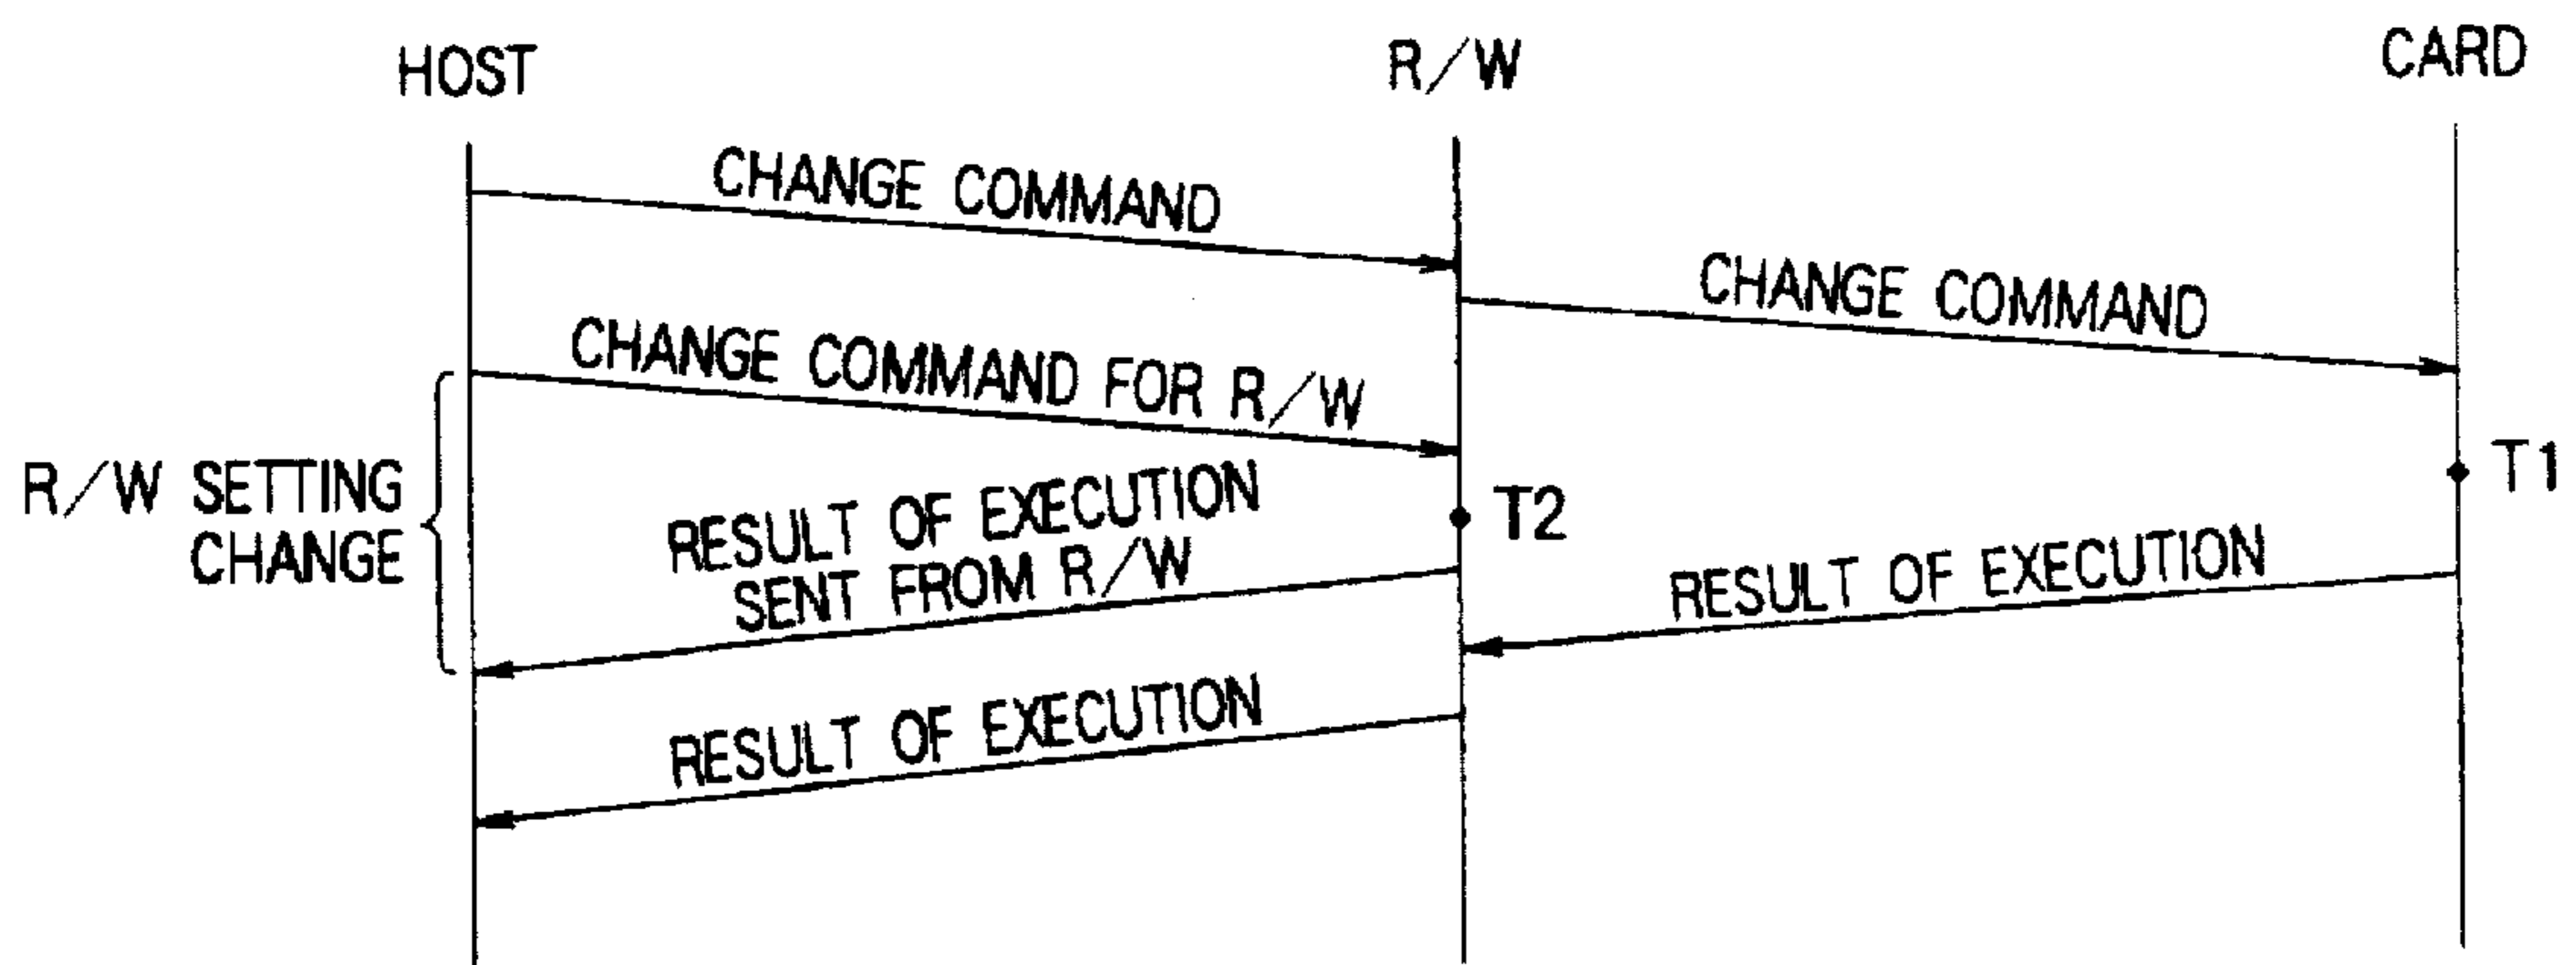 HOST
R/W
CARD
CHANGE COMMAND
CHANGE COMMAND
CHANGE COMMAND FOR R/W
R/W SETTING
CHANGE
T1
T2
RESULT OF EXECUTION
SENT FROM R/W
RESULT OF EXECUTION
RESULT OF EXECUTION